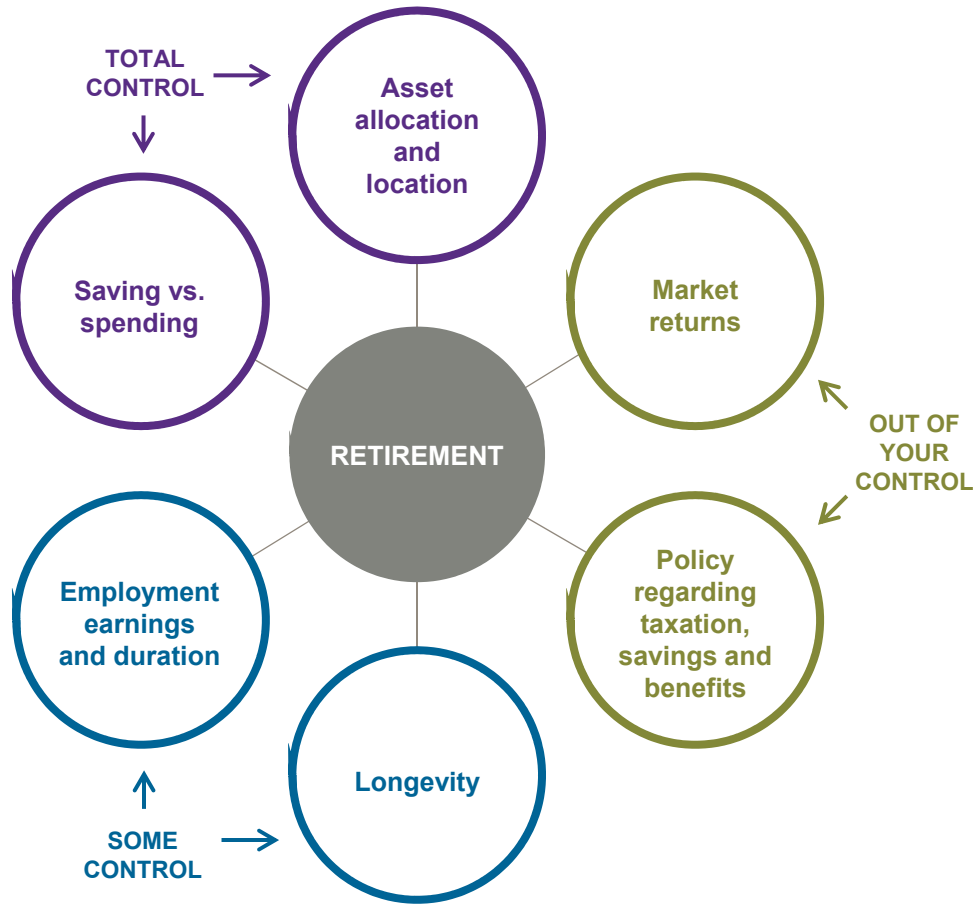 TOTAL
CONTROL
Asset
allocation
and
location
Saving vs.
spending
Market
returns
RETIREMENT
OUT OF
YOUR
CONTROL
Employment
earnings
and duration
Policy
regarding
taxation,
savings and
benefits
Longevity
SOME
CONTROL